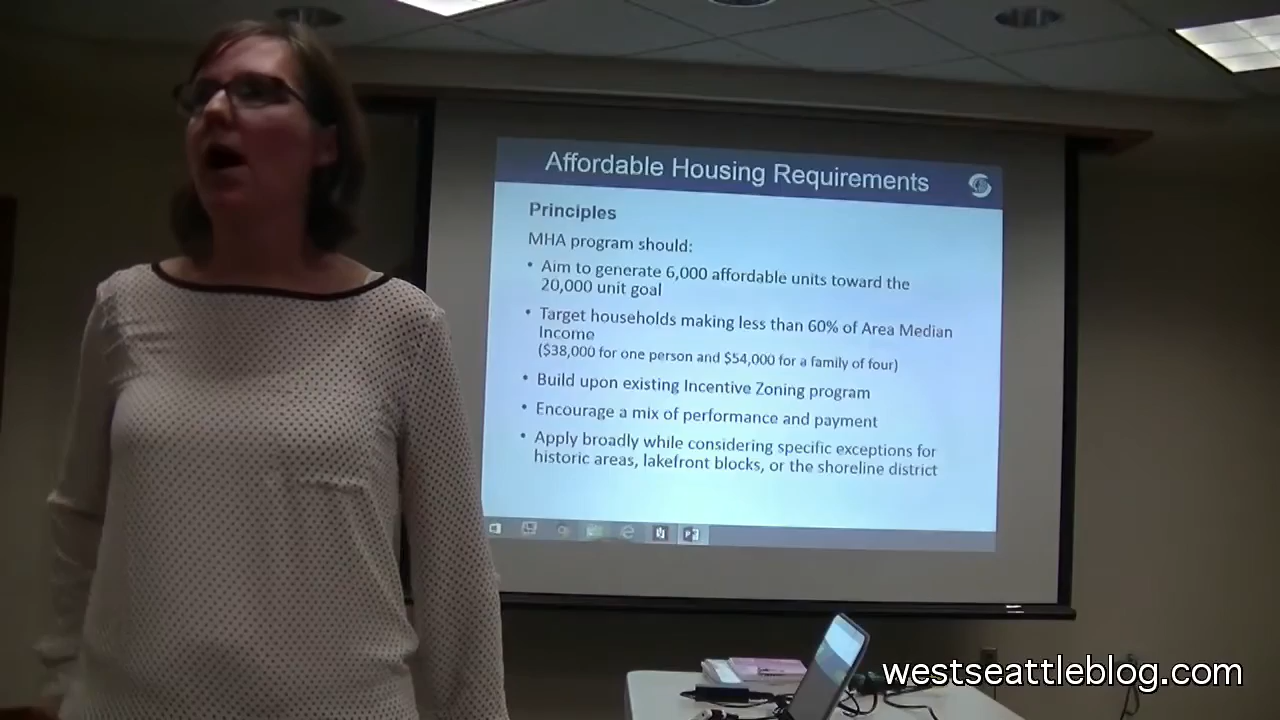 Affordable Housing Requirements
Principles
MHA program should:
• Aim to generate 6,000 affordable units toward the
20,000 unit goal
• Target households making less than 60% of Area Median
Income
($38,000 for one person and $54,000 for a family of four)
• Build upon existing Incentive Zoning program
• Encourage a mix of performance and payment
• Apply broadly while considering specific exceptions for
historic areas, lakefront blocks, or the shoreline district
westseattleblog.com